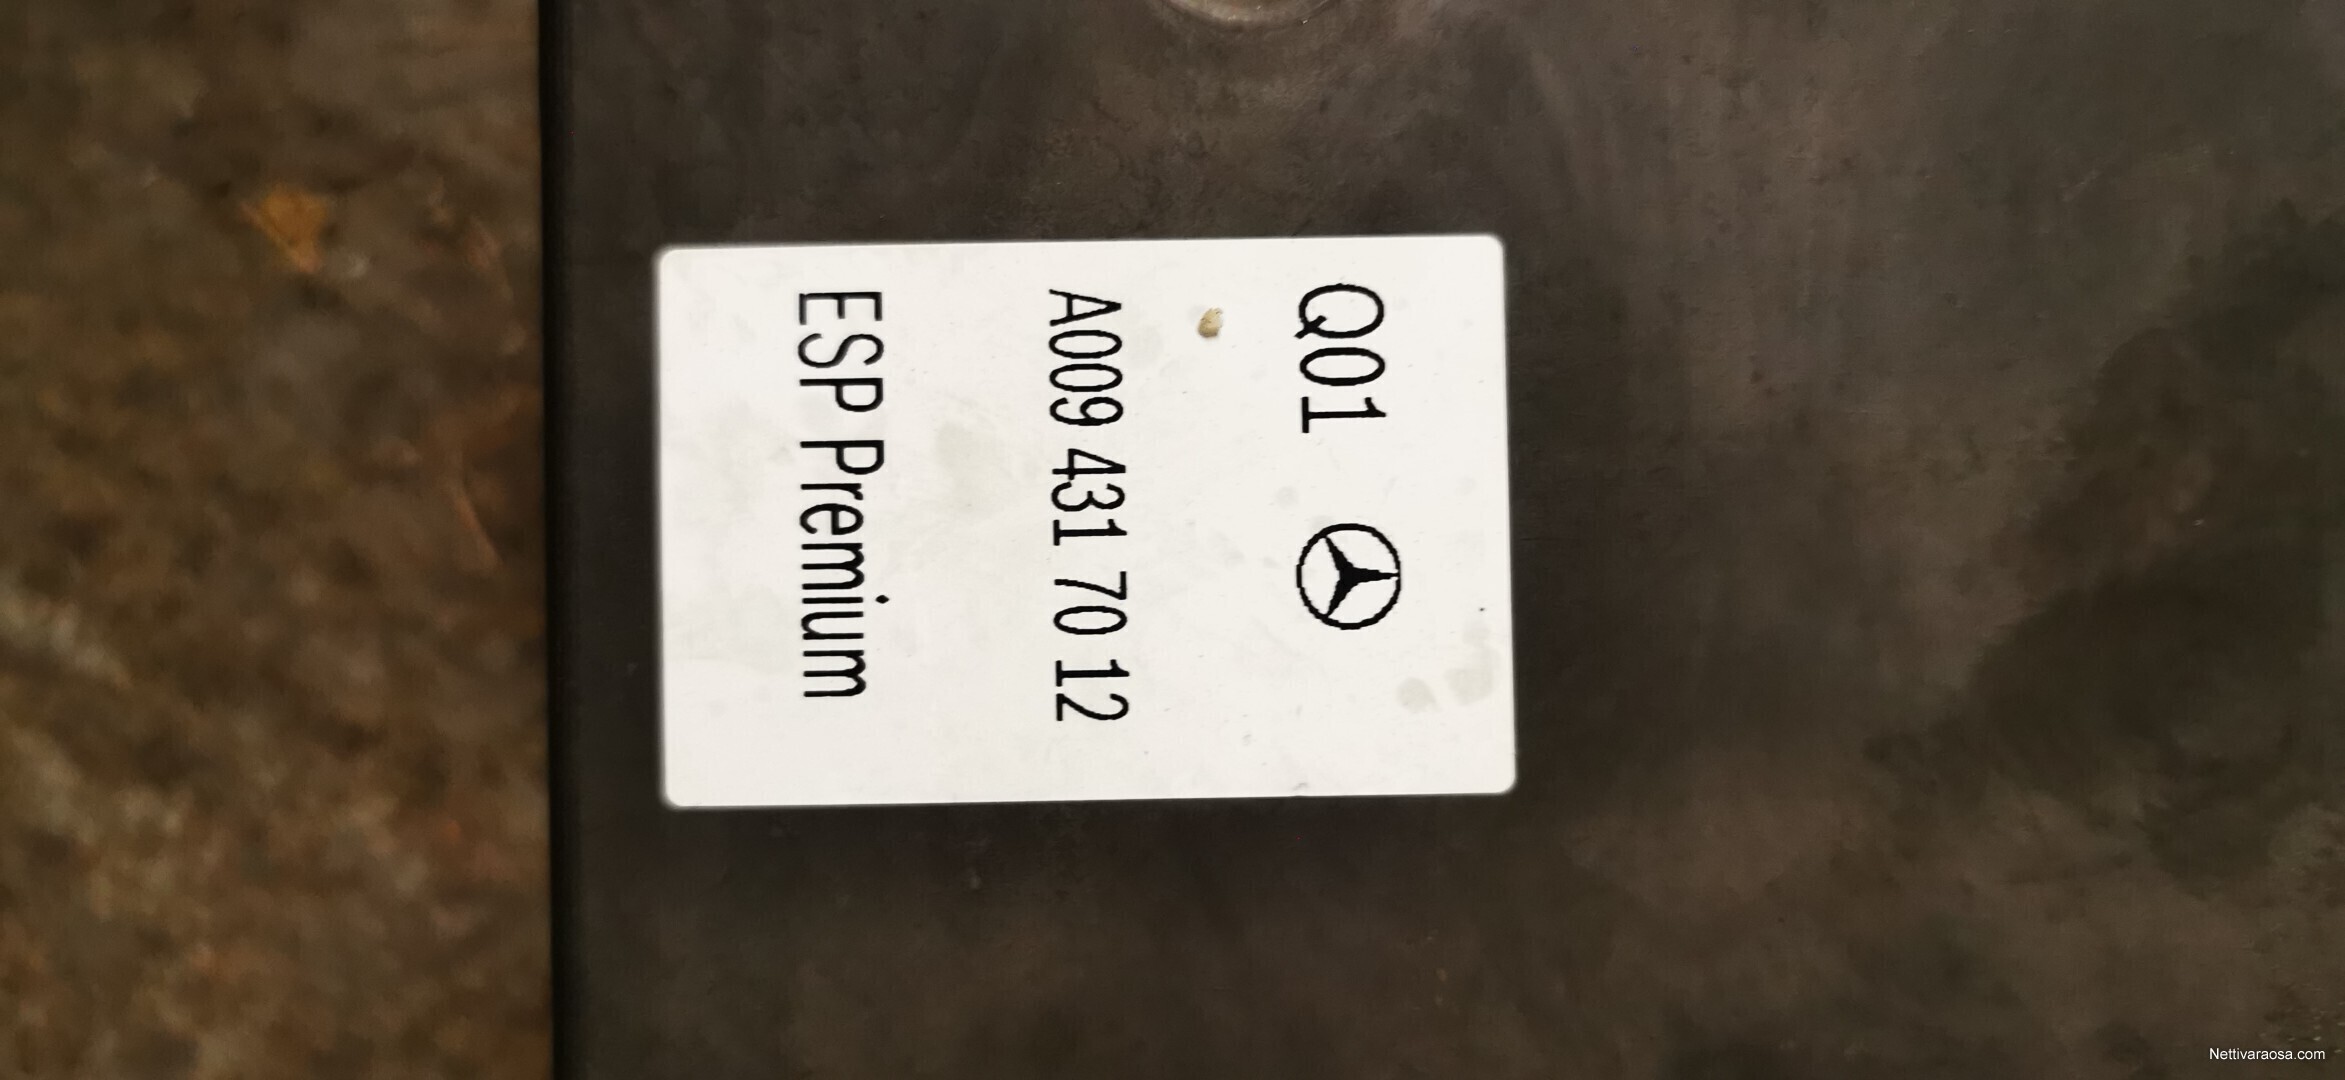 Q01
A009 431 70 12
ESP Premium
Nettivaraosa.com